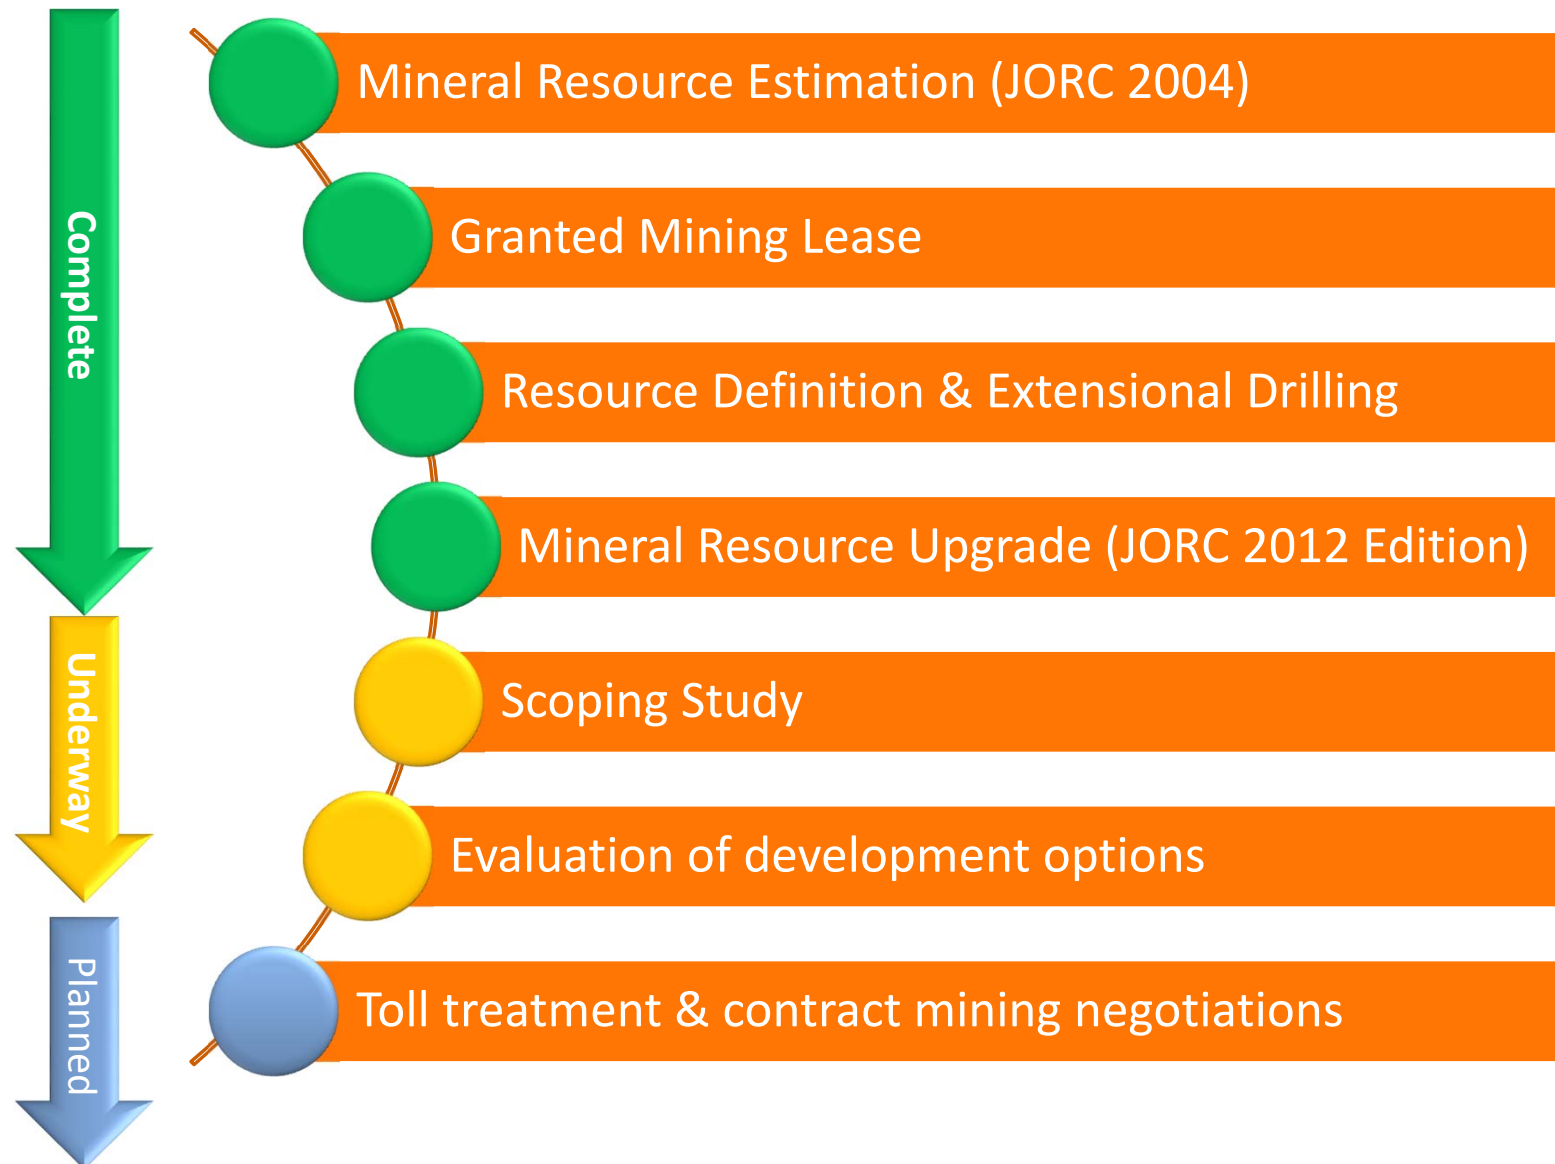 Complete
Underway
Planned
Mineral Resource Estimation (JORC 2004)
Granted Mining Lease
Resource Definition & Extensional Drilling
Mineral Resource Upgrade (JORC 2012 Edition)
Scoping Study
Evaluation of development options
Toll treatment & contract mining negotiations